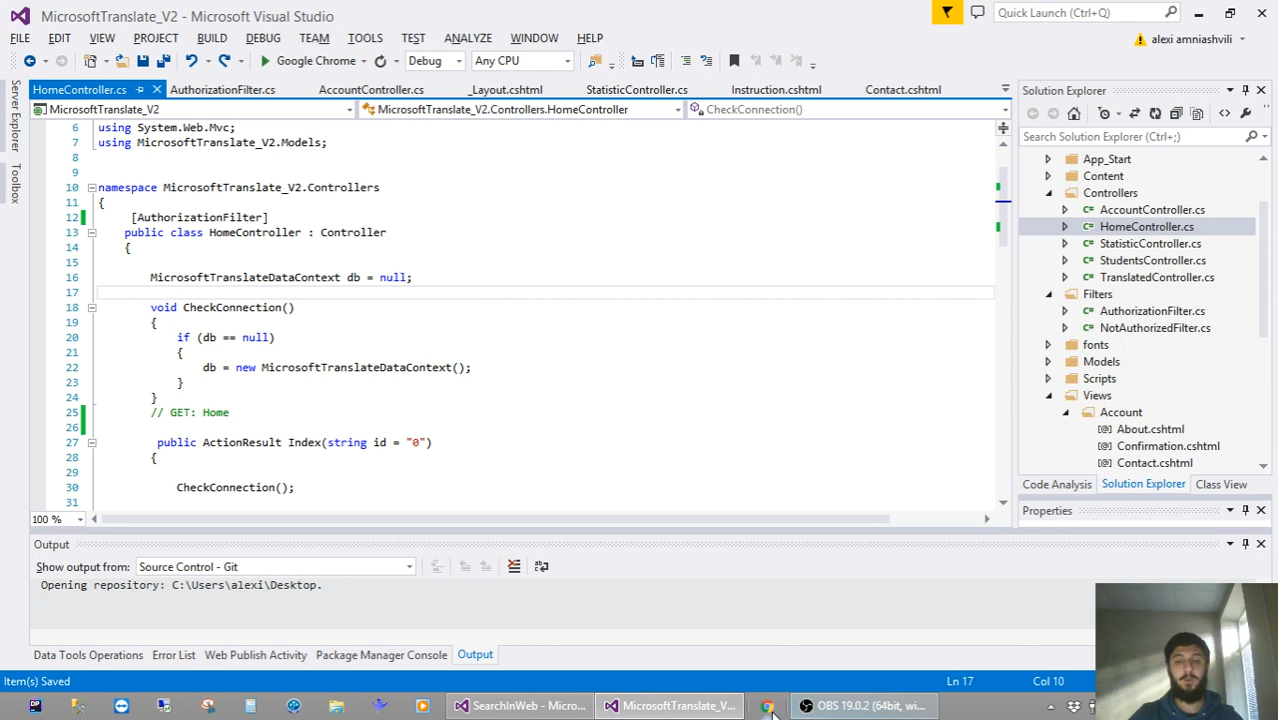 MicrosoftTranslate_V2 - Microsoft Visual Studio
Quick Launch (Ctrl+Q)
FILE EDIT VIEW PROJECT BUILD DEBUG TEAM TOOLS TEST ANALYZE WINDOW HELP
alexi amniashvili
Google Chrome Debug Any CPU
HomeController.cs AuthorizationFilter.cs AccountController.cs _Layout.cshtml StatisticController.cs Instruction.cshtml Contact.cshtml
MicrosoftTranslate_V2 MicrosoftTranslate_V2.Controllers.HomeController CheckConnection()
Server Explorer
Toolbox
6 using System.Web.Mvc;
7 using MicrosoftTranslate_V2.Models;
8
9
10 namespace MicrosoftTranslate_V2.Controllers
11 {
12 [AuthorizationFilter]
13 public class HomeController : Controller
14 {
15
16 MicrosoftTranslateDataContext db = null;
17
18 void CheckConnection()
19 {
20 if (db == null)
21 {
22 db = new MicrosoftTranslateDataContext();
23 }
24 }
25 // GET: Home
26
27 public ActionResult Index(string id = "0")
28 {
29
30 CheckConnection();
31
100 %
Solution Explorer
Search Solution Explorer (Ctrl+;)
App_Start
Content
Controllers
C# AccountController.cs
C# HomeController.cs
C# StatisticController.cs
C# StudentsController.cs
C# TranslatedController.cs
Filters
C# AuthorizationFilter.cs
C# NotAuthorizedFilter.cs
fonts
Models
Scripts
Views
Account
[@] About.cshtml
[@] Confirmation.cshtml
[@] Contact.cshtml
Code Analysis Solution Explorer Class View
Properties
Output
Show output from: Source Control - Git
Opening repository: C:\Users\alexi\Desktop.
Data Tools Operations Error List Web Publish Activity Package Manager Console Output
Item(s) Saved Ln 17 Col 10
DP SearchInWeb - Micro... MicrosoftTranslate_V... OBS 19.0.2 (64bit, wi...